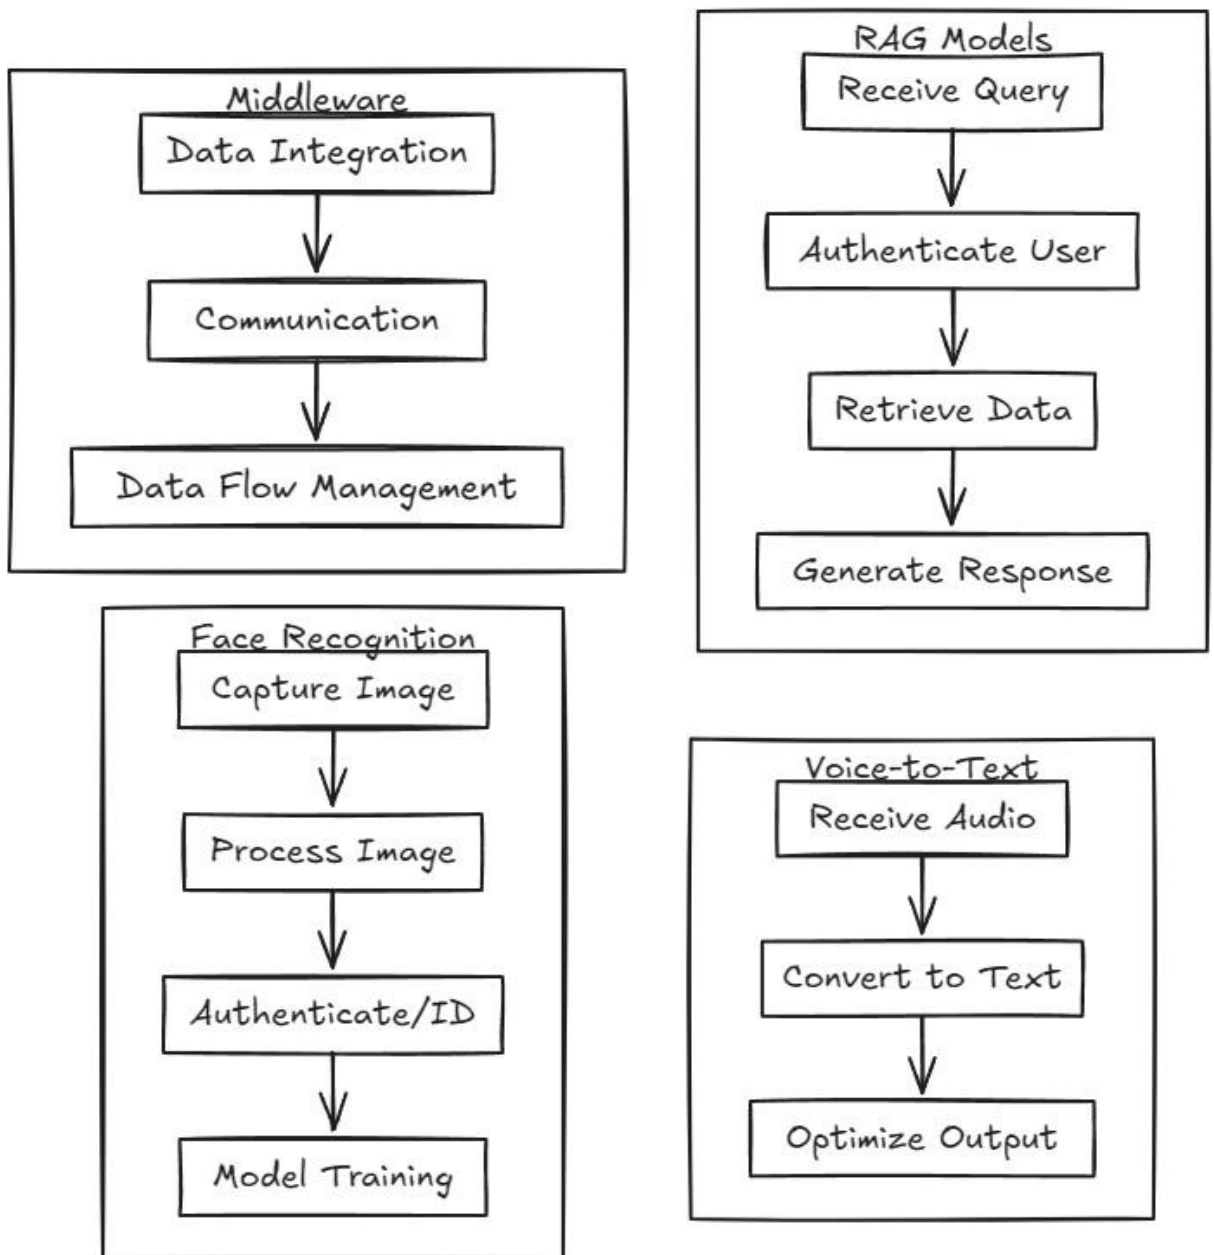 Middleware
Data Integration
Communication
Data Flow Management
RAG Models
Receive Query
Authenticate User
Retrieve Data
Generate Response
Face Recognition
Capture Image
Process Image
Authenticate/ID
Model Training
Voice-to-Text
Receive Audio
Convert to Text
Optimize Output